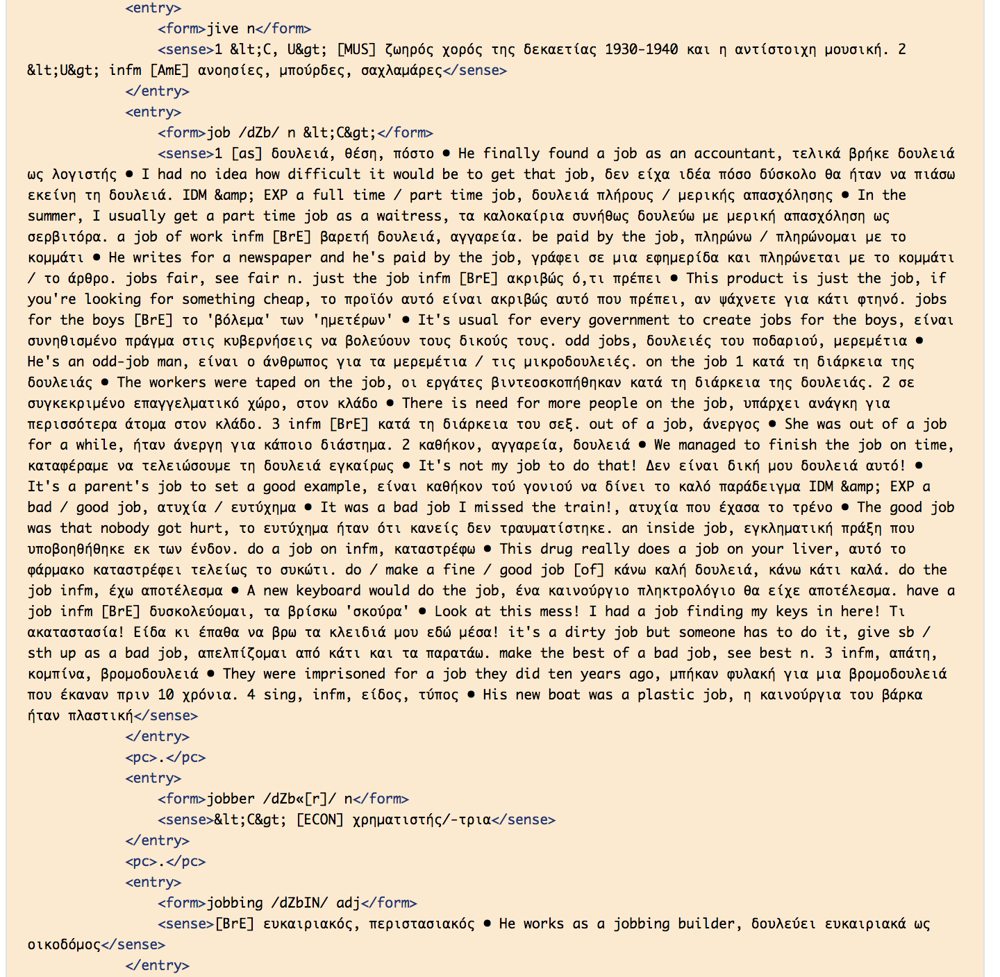 <entry>
<form>jive n</form>
<sense>1 &lt;C, U&gt; [MUS] ζωηρός χορός της δεκαετίας 1930-1940 και η αντίστοιχη μουσική. 2
&lt;U&gt; infm [AmE] ανοησίες, μπούρδες, σαχλαμάρες</sense>
</entry>
<entry>
<form>job /dZb/ n &lt;C&gt;</form>
<sense>1 [as] δουλειά, θέση, πόστο ● He finally found a job as an accountant, τελικά βρήκε δουλειά
ως λογιστής ● I had no idea how difficult it would be to get that job, δεν είχα ιδέα πόσο δύσκολο θα ήταν να πιάσω
εκείνη τη δουλειά. IDM &amp; EXP a full time / part time job, δουλειά πλήρους / μερικής απασχόλησης ● In the
summer, I usually get a part time job as a waitress, τα καλοκαίρια συνήθως δουλεύω με μερική απασχόληση ως
σερβιτόρα. a job of work infm [BrE] βαρετή δουλειά, αγγαρεία. be paid by the job, πληρώνω / πληρώνομαι με το
κομμάτι ● He writes for a newspaper and he's paid by the job, γράφει σε μια εφημερίδα και πληρώνεται με το κομμάτι
/ το άρθρο. jobs fair, see fair n. just the job infm [BrE] ακριβώς ό,τι πρέπει ● This product is just the job, if
you're looking for something cheap, το προϊόν αυτό είναι ακριβώς αυτό που πρέπει, αν ψάχνετε για κάτι φτηνό. jobs
for the boys [BrE] το 'βόλεμα' των 'ημετέρων' ● It's usual for every government to create jobs for the boys, είναι
συνηθισμένο πράγμα στις κυβερνήσεις να βολεύουν τους δικούς τους. odd jobs, δουλειές του ποδαριού, μερεμέτια ●
He's an odd-job man, είναι ο άνθρωπος για τα μερεμέτια / τις μικροδουλειές. on the job 1 κατά τη διάρκεια της
δουλειάς ● The workers were taped on the job, οι εργάτες βιντεοσκοπήθηκαν κατά τη διάρκεια της δουλειάς. 2 σε
συγκεκριμένο επαγγελματικό χώρο, στον κλάδο ● There is need for more people on the job, υπάρχει ανάγκη για
περισσότερα άτομα στον κλάδο. 3 infm [BrE] κατά τη διάρκεια του σεξ. out of a job, άνεργος ● She was out of a job
for a while, ήταν άνεργη για κάποιο διάστημα. 2 καθήκον, αγγαρεία, δουλειά ● We managed to finish the job on time,
καταφέραμε να τελειώσουμε τη δουλειά εγκαίρως ● It's not my job to do that! Δεν είναι δική μου δουλειά αυτό! ●
It's a parent's job to set a good example, είναι καθήκον τού γονιού να δίνει το καλό παράδειγμα IDM &amp; EXP a
bad / good job, ατυχία / ευτύχημα ● It was a bad job I missed the train!, ατυχία που έχασα το τρένο ● The good job
was that nobody got hurt, το ευτύχημα ήταν ότι κανείς δεν τραυματίστηκε. an inside job, εγκληματική πράξη που
υποβοηθήθηκε εκ των ένδον. do a job on infm, καταστρέφω ● This drug really does a job on your liver, αυτό το
φάρμακο καταστρέφει τελείως το συκώτι. do / make a fine / good job [of] κάνω καλή δουλειά, κάνω κάτι καλά. do the
job infm, έχω αποτέλεσμα ● A new keyboard would do the job, ένα καινούργιο πληκτρολόγιο θα είχε αποτέλεσμα. have a
job infm [BrE] δυσκολεύομαι, τα βρίσκω 'σκούρα' ● Look at this mess! I had a job finding my keys in here! Τι
ακαταστασία! Είδα κι έπαθα να βρω τα κλειδιά μου εδώ μέσα! it's a dirty job but someone has to do it, give sb /
sth up as a bad job, απελπίζομαι από κάτι και τα παρατάω. make the best of a bad job, see best n. 3 infm, απάτη,
κομπίνα, βρομοδουλειά ● They were imprisoned for a job they did ten years ago, μπήκαν φυλακή για μια βρομοδουλειά
που έκαναν πριν 10 χρόνια. 4 sing, infm, είδος, τύπος ● His new boat was a plastic job, η καινούργια του βάρκα
ήταν πλαστική</sense>
</entry>
<pc>.</pc>
<entry>
<form>jobber /dZb«[r]/ n</form>
<sense>&lt;C&gt; [ECON] χρηματιστής/-τρια</sense>
</entry>
<pc>.</pc>
<entry>
<form>jobbing /dZbIN/ adj</form>
<sense>[BrE] ευκαιριακός, περιστασιακός ● He works as a jobbing builder, δουλεύει ευκαιριακά ως
οικοδόμος</sense>
</entry>